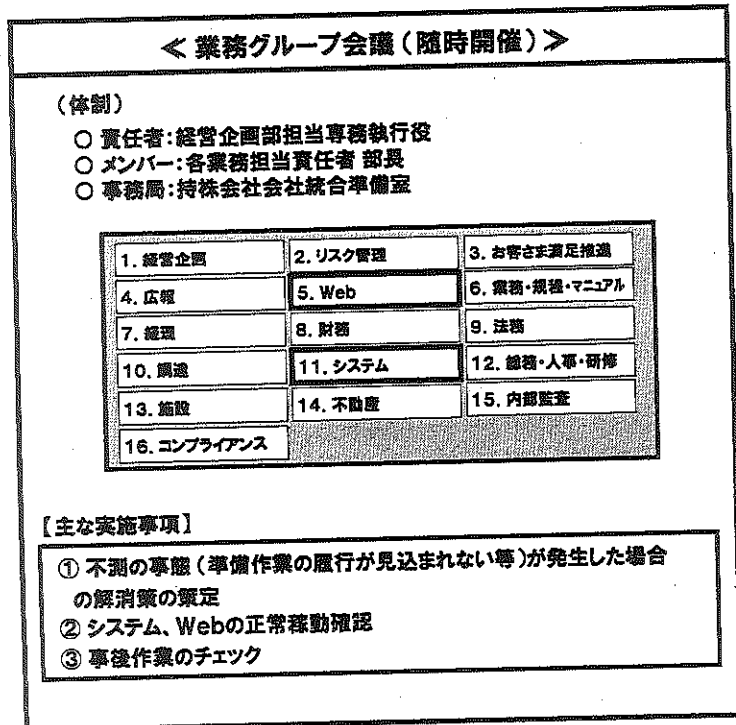 ≪ 業務グループ会議（随時開催）≫
（体制）
○ 責任者：経営企画部担当専務執行役
○ メンバー：各業務担当責任者 部長
○ 事務局：持株会社会社統合準備室
1．経営企画　2．リスク管理　3．お客さま満足推進
4．広報　5．Web　6．業務・規程・マニュアル
7．経理　8．財務　9．法務
10．調達　11．システム　12．総務・人事・研修
13．施設　14．不動産　15．内部監査
16．コンプライアンス
【主な実施事項】
① 不測の事態（準備作業の履行が見込まれない等）が発生した場合
の解消策の策定
② システム、Webの正常稼動確認
③ 事後作業のチェック